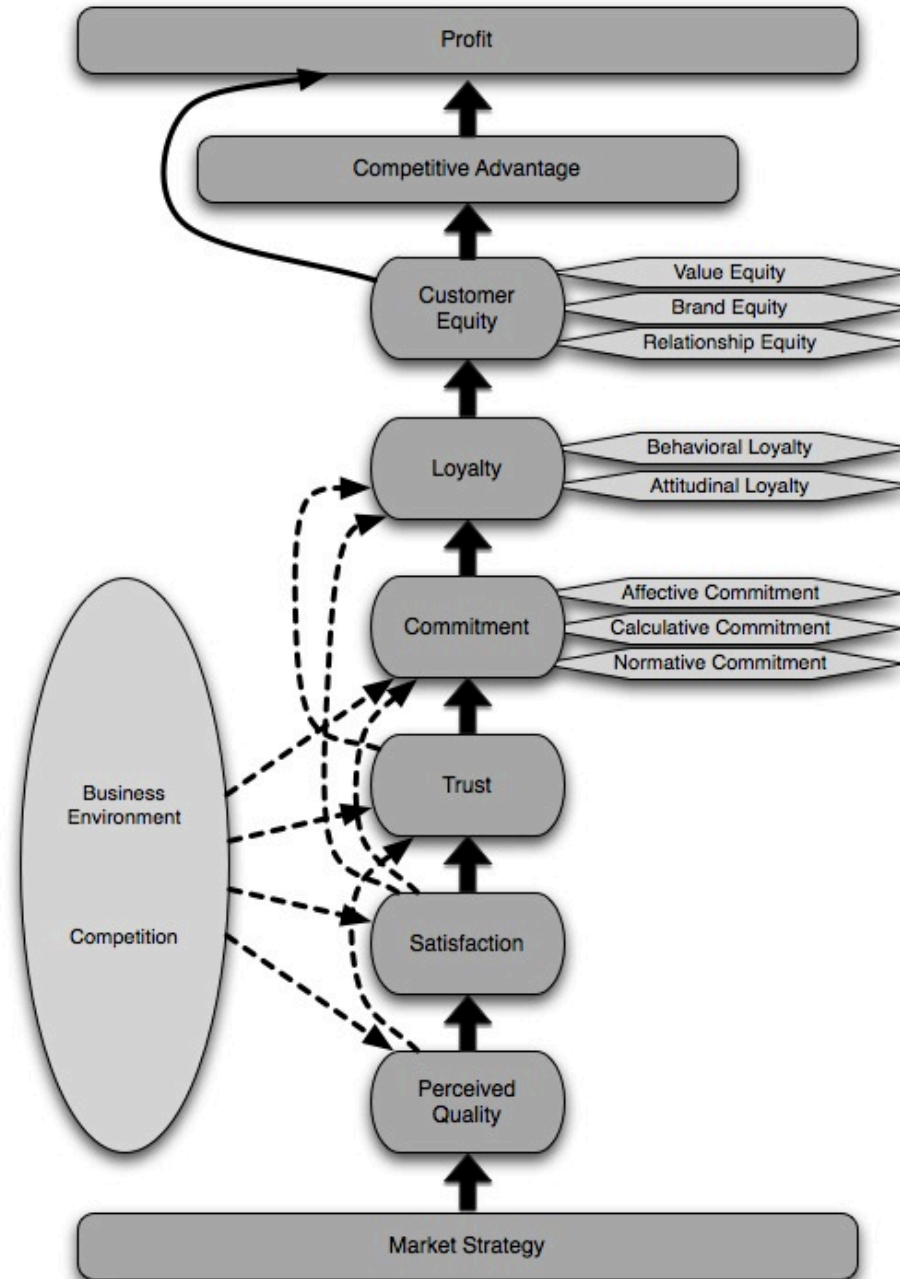 Profit
Competitive Advantage
Customer
Equity
Value Equity
Brand Equity
Relationship Equity
Loyalty
Behavioral Loyalty
Attitudinal Loyalty
Commitment
Affective Commitment
Calculative Commitment
Normative Commitment
Trust
Business
Environment
Competition
Satisfaction
Perceived
Quality
Market Strategy